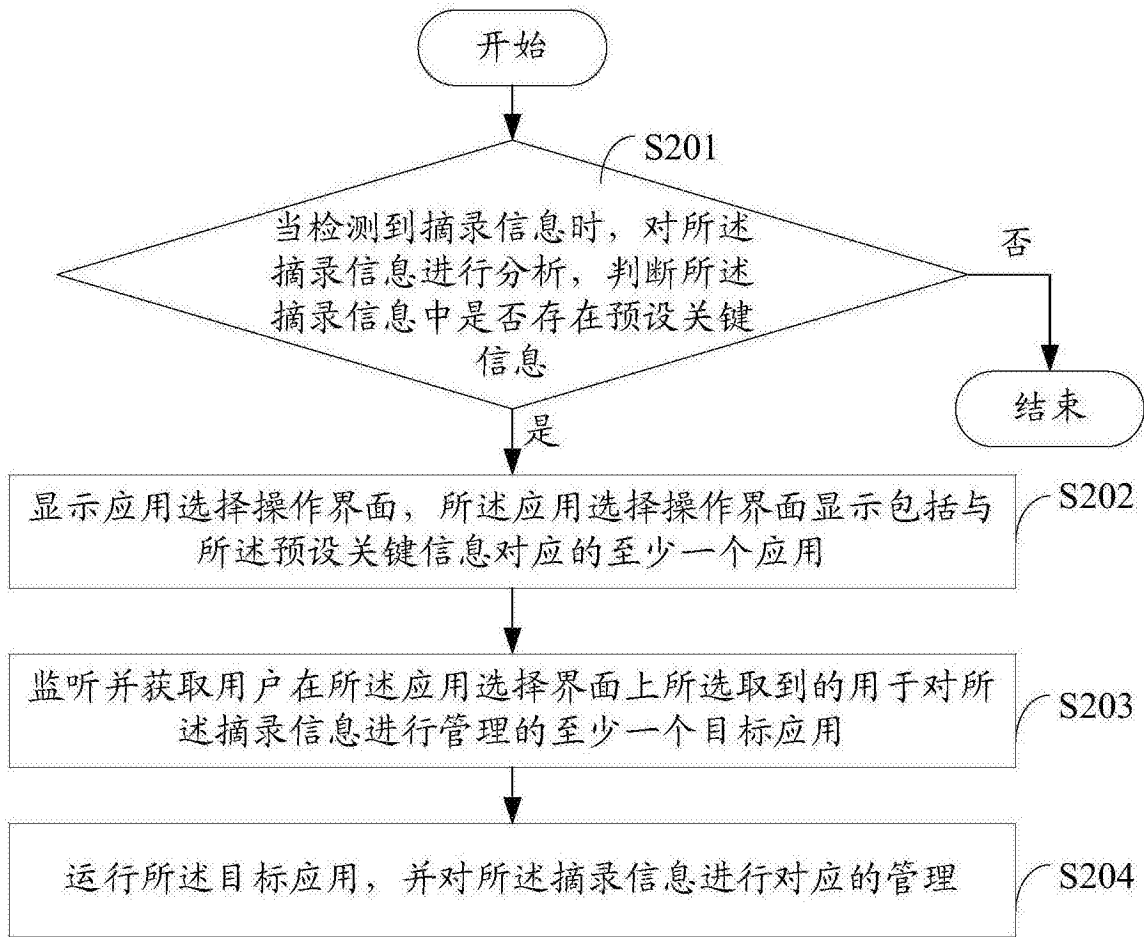 开始
S201
当检测到摘录信息时，对所述
摘录信息进行分析，判断所述
摘录信息中是否存在预设关键
信息
否
结束
是
显示应用选择操作界面，所述应用选择操作界面显示包括与
所述预设关键信息对应的至少一个应用
S202
监听并获取用户在所述应用选择界面上所选取到的用于对所
述摘录信息进行管理的至少一个目标应用
S203
运行所述目标应用，并对所述摘录信息进行对应的管理
S204